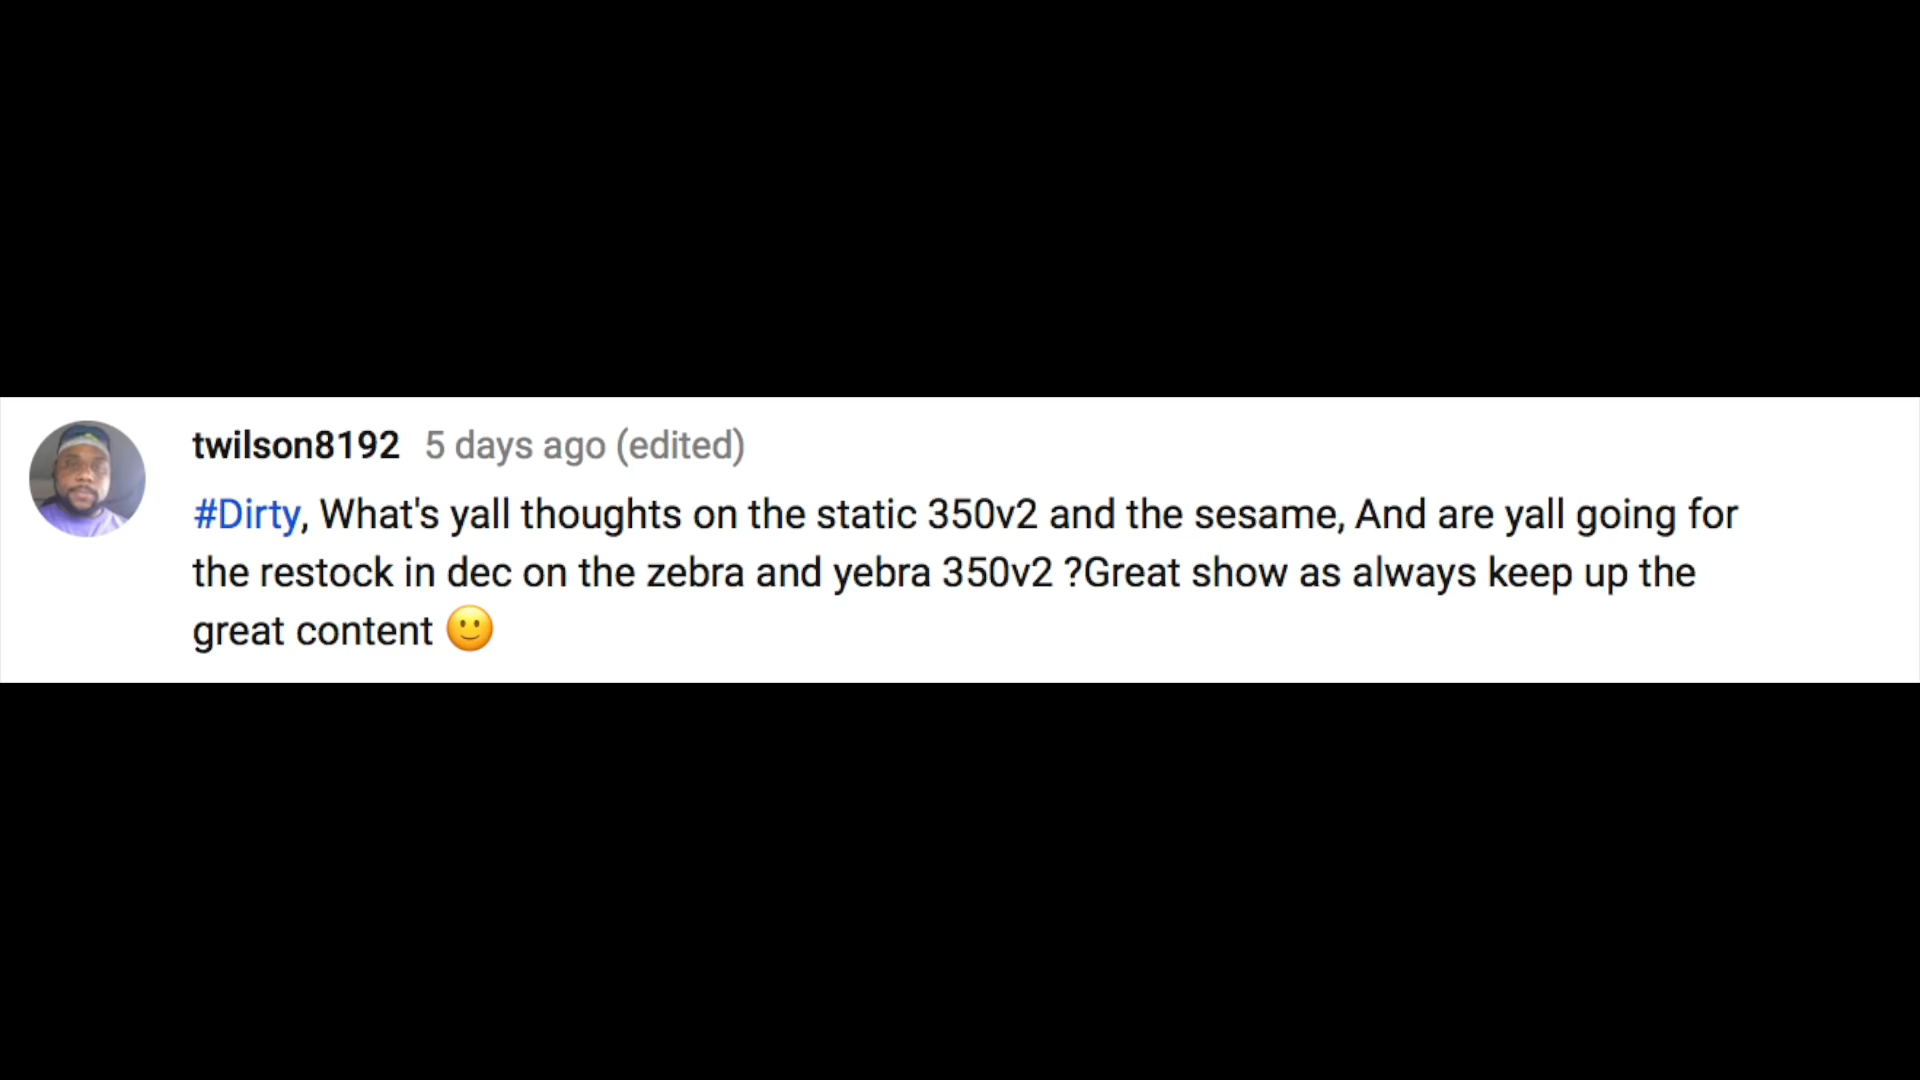 twilson8192 5 days ago (edited)
#Dirty, What's yall thoughts on the static 350v2 and the sesame, And are yall going for
the restock in dec on the zebra and yebra 350v2 ?Great show as always keep up the
great content 🙂